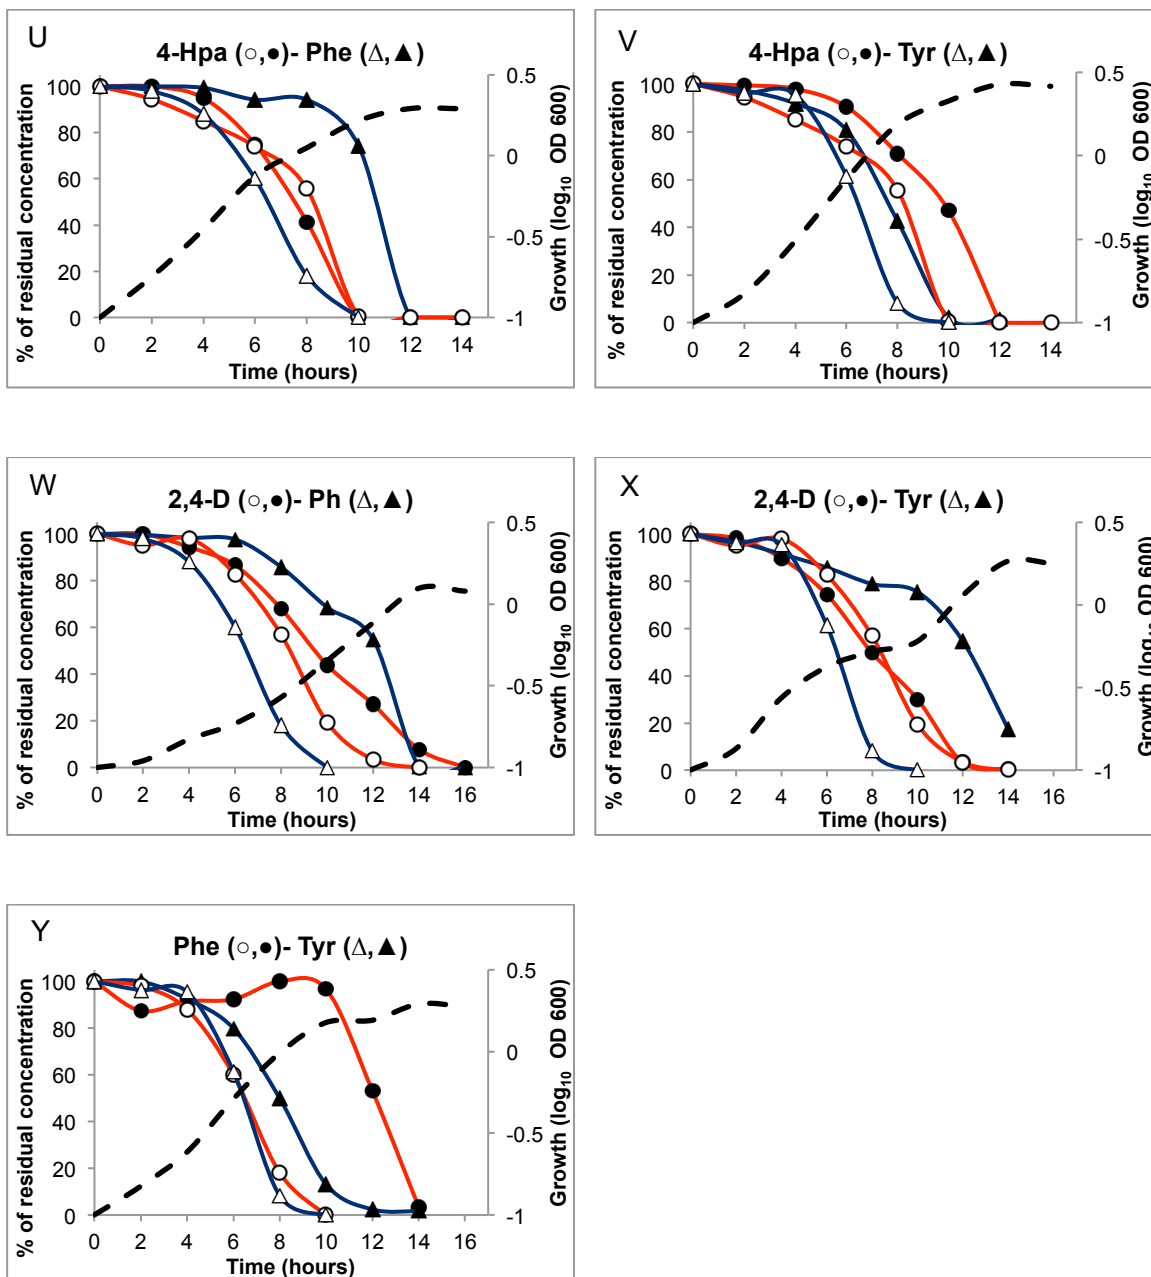 U
4-Hpa (○,●)- Phe (Δ,▲)
% of residual concentration
100
80
60
40
20
0
0 2 4 6 8 10 12 14
Time (hours)
0.5
0
-0.5
-1
Growth (log10 OD 600)
V
4-Hpa (○,●)- Tyr (Δ,▲)
% of residual concentration
100
80
60
40
20
0
0 2 4 6 8 10 12 14
Time (hours)
0.5
0
-0.5
-1
Growth (log10 OD 600)
W
2,4-D (○,●)- Ph (Δ,▲)
% of residual concentration
100
80
60
40
20
0
0 2 4 6 8 10 12 14 16
Time (hours)
0.5
0
-0.5
-1
Growth (log10 OD 600)
X
2,4-D (○,●)- Tyr (Δ,▲)
% of residual concentration
100
80
60
40
20
0
0 2 4 6 8 10 12 14 16
Time (hours)
0.5
0
-0.5
-1
Growth (log10 OD 600)
Y
Phe (○,●)- Tyr (Δ,▲)
% of residual concentration
100
80
60
40
20
0
0 2 4 6 8 10 12 14 16
Time (hours)
0.5
0
-0.5
-1
Growth (log10 OD 600)